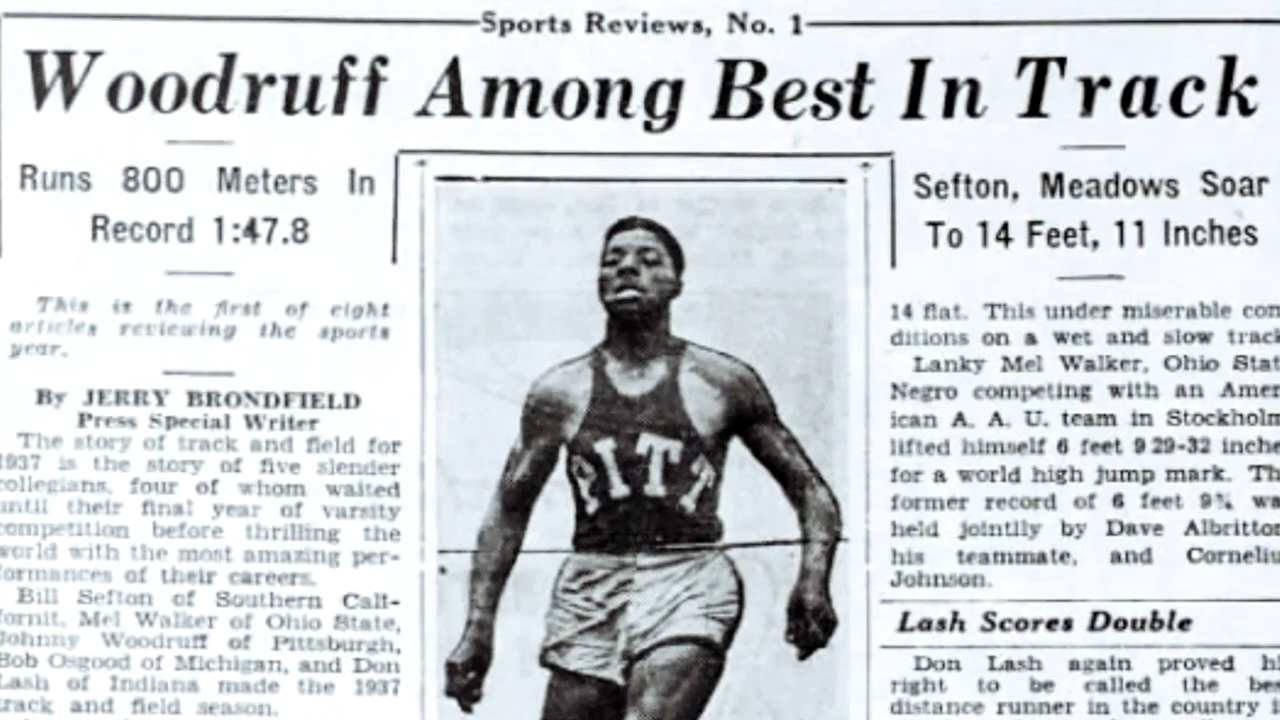 Sports Reviews, No. 1
Woodruff Among Best In Track
Runs 800 Meters In
Record 1:47.8
This is the first of eight
articles reviewing the sports
year.
By JERRY BRONDFIELD
Press Special Writer
The story of track and field for
1937 is the story of five slender
collegians, four of whom waited
until their final year of varsity
competition before thrilling the
world with the most amazing per-
formances of their careers.
Bill Sefton of Southern Cali-
fornit, Mel Walker of Ohio State,
Johnny Woodruff of Pittsburgh,
Bob Osgood of Michigan, and Don
Lash of Indiana made the 1937
track and field season.
PITT
Sefton, Meadows Soar
To 14 Feet, 11 Inches
14 flat. This under miserable con
ditions on a wet and slow track
Lanky Mel Walker, Ohio Stat
Negro competing with an Amer
ican A. A. U. team in Stockholm
lifted himself 6 feet 9 29-32 inche
for a world high jump mark. Th
former record of 6 feet 9¾ wa
held jointily by Dave Albritton
his teammate, and Corneliu
Johnson.
Lash Scores Double
Don Lash again proved hi
right to be called the bes
distance runner in the country i